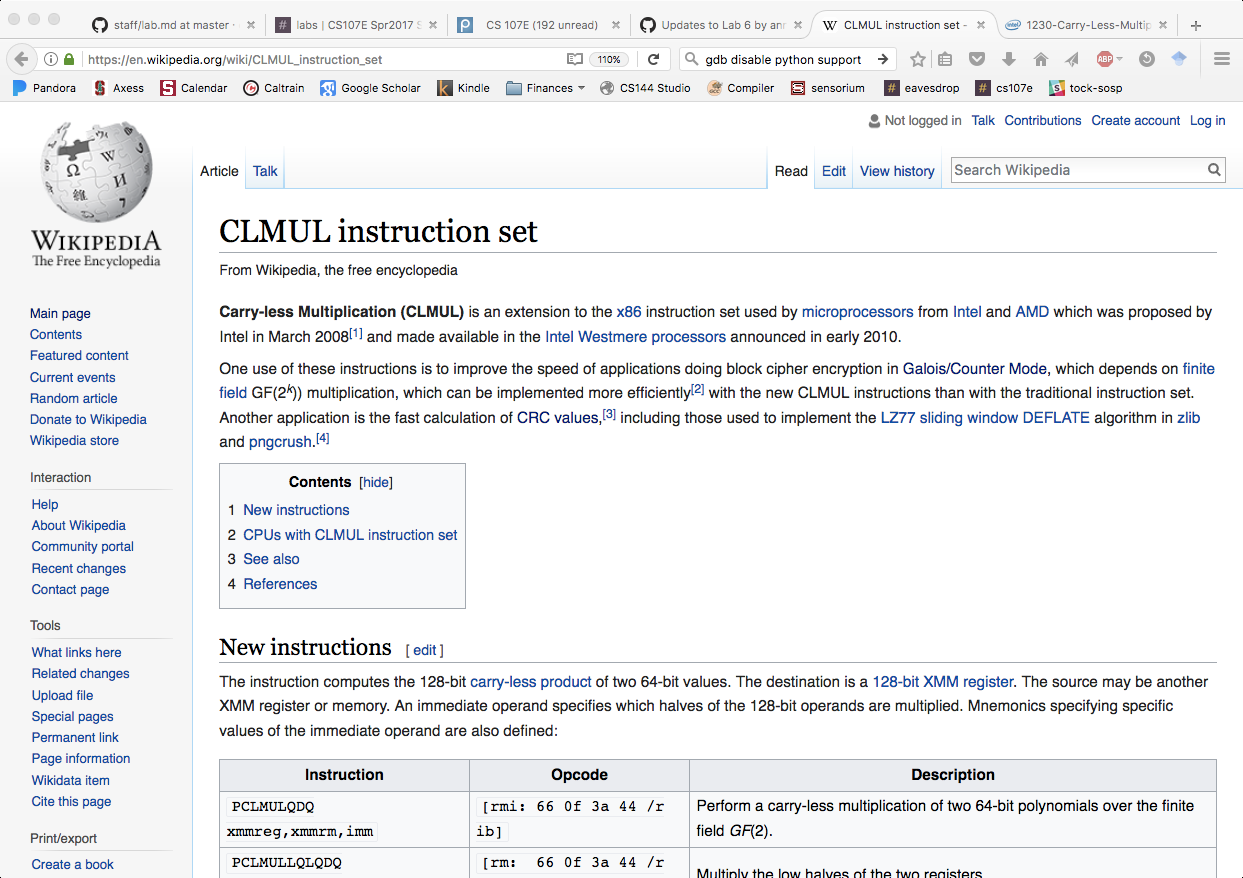 staff/lab.md at master ·
labs | CS107E Spr2017 S
CS 107E (192 unread)
Updates to Lab 6 by anr
CLMUL instruction set -
1230-Carry-Less-Multip
https://en.wikipedia.org/wiki/CLMUL_instruction_set
110%
gdb disable python support
ABP
Pandora
Axess
Calendar
Caltrain
Google Scholar
Kindle
Finances
CS144 Studio
Compiler
sensorium
eavesdrop
cs107e
tock-sosp
Not logged in Talk Contributions Create account Log in
Article Talk
Read Edit View history
Search Wikipedia
WIKIPEDIA
The Free Encyclopedia
Main page
Contents
Featured content
Current events
Random article
Donate to Wikipedia
Wikipedia store
Interaction
Help
About Wikipedia
Community portal
Recent changes
Contact page
Tools
What links here
Related changes
Upload file
Special pages
Permanent link
Page information
Wikidata item
Cite this page
Print/export
Create a book
CLMUL instruction set
From Wikipedia, the free encyclopedia
Carry-less Multiplication (CLMUL) is an extension to the x86 instruction set used by microprocessors from Intel and AMD which was proposed by
Intel in March 2008[1] and made available in the Intel Westmere processors announced in early 2010.
One use of these instructions is to improve the speed of applications doing block cipher encryption in Galois/Counter Mode, which depends on finite
field GF(2k)) multiplication, which can be implemented more efficiently[2] with the new CLMUL instructions than with the traditional instruction set.
Another application is the fast calculation of CRC values,[3] including those used to implement the LZ77 sliding window DEFLATE algorithm in zlib
and pngcrush.[4]
Contents [hide]
1 New instructions
2 CPUs with CLMUL instruction set
3 See also
4 References
New instructions [ edit ]
The instruction computes the 128-bit carry-less product of two 64-bit values. The destination is a 128-bit XMM register. The source may be another
XMM register or memory. An immediate operand specifies which halves of the 128-bit operands are multiplied. Mnemonics specifying specific
values of the immediate operand are also defined:
Instruction Opcode Description
PCLMULQDQ
xmmreg,xmmrm,imm
[rmi: 66 0f 3a 44 /r
ib]
Perform a carry-less multiplication of two 64-bit polynomials over the finite
field GF(2).
PCLMULLQLQDQ
[rm: 66 0f 3a 44 /r
Multiply the low halves of the two registers.